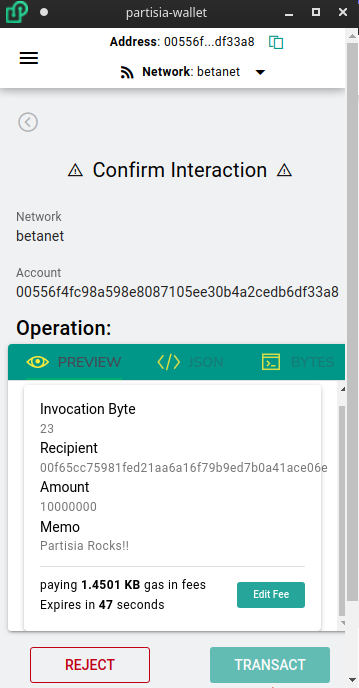 partisia-wallet
Address: 00556f...df33a8
Network: betanet
Confirm Interaction
Network
betanet
Account
00556f4fc98a598e8087105ee30b4a2cedb6df33a8
Operation:
PREVIEW JSON BYTES
Invocation Byte
23
Recipient
00f65cc75981fed21aa6a16f79b9ed7b0a41ace06e
Amount
10000000
Memo
Partisia Rocks!!
paying 1.4501 KB gas in fees
Expires in 47 seconds
Edit Fee
REJECT TRANSACT